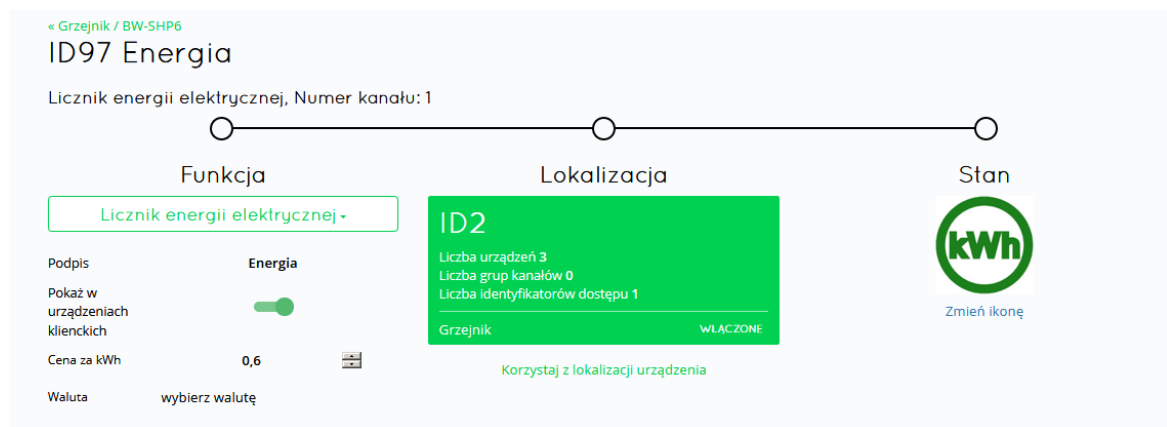 « Grzejnik / BW-SHP6
ID97 Energia
Licznik energii elektrycznej, Numer kanału: 1
Funkcja
Licznik energii elektrycznej
Podpis Energia
Pokaż w
urządzeniach
klienckich
Cena za kWh 0,6
Waluta wybierz walutę
Lokalizacja
ID2
Liczba urządzeń 3
Liczba grup kanałów 0
Liczba identyfikatorów dostępu 1
Grzejnik WŁĄCZONE
Korzystaj z lokalizacji urządzenia
Stan
kWh
Zmień ikonę